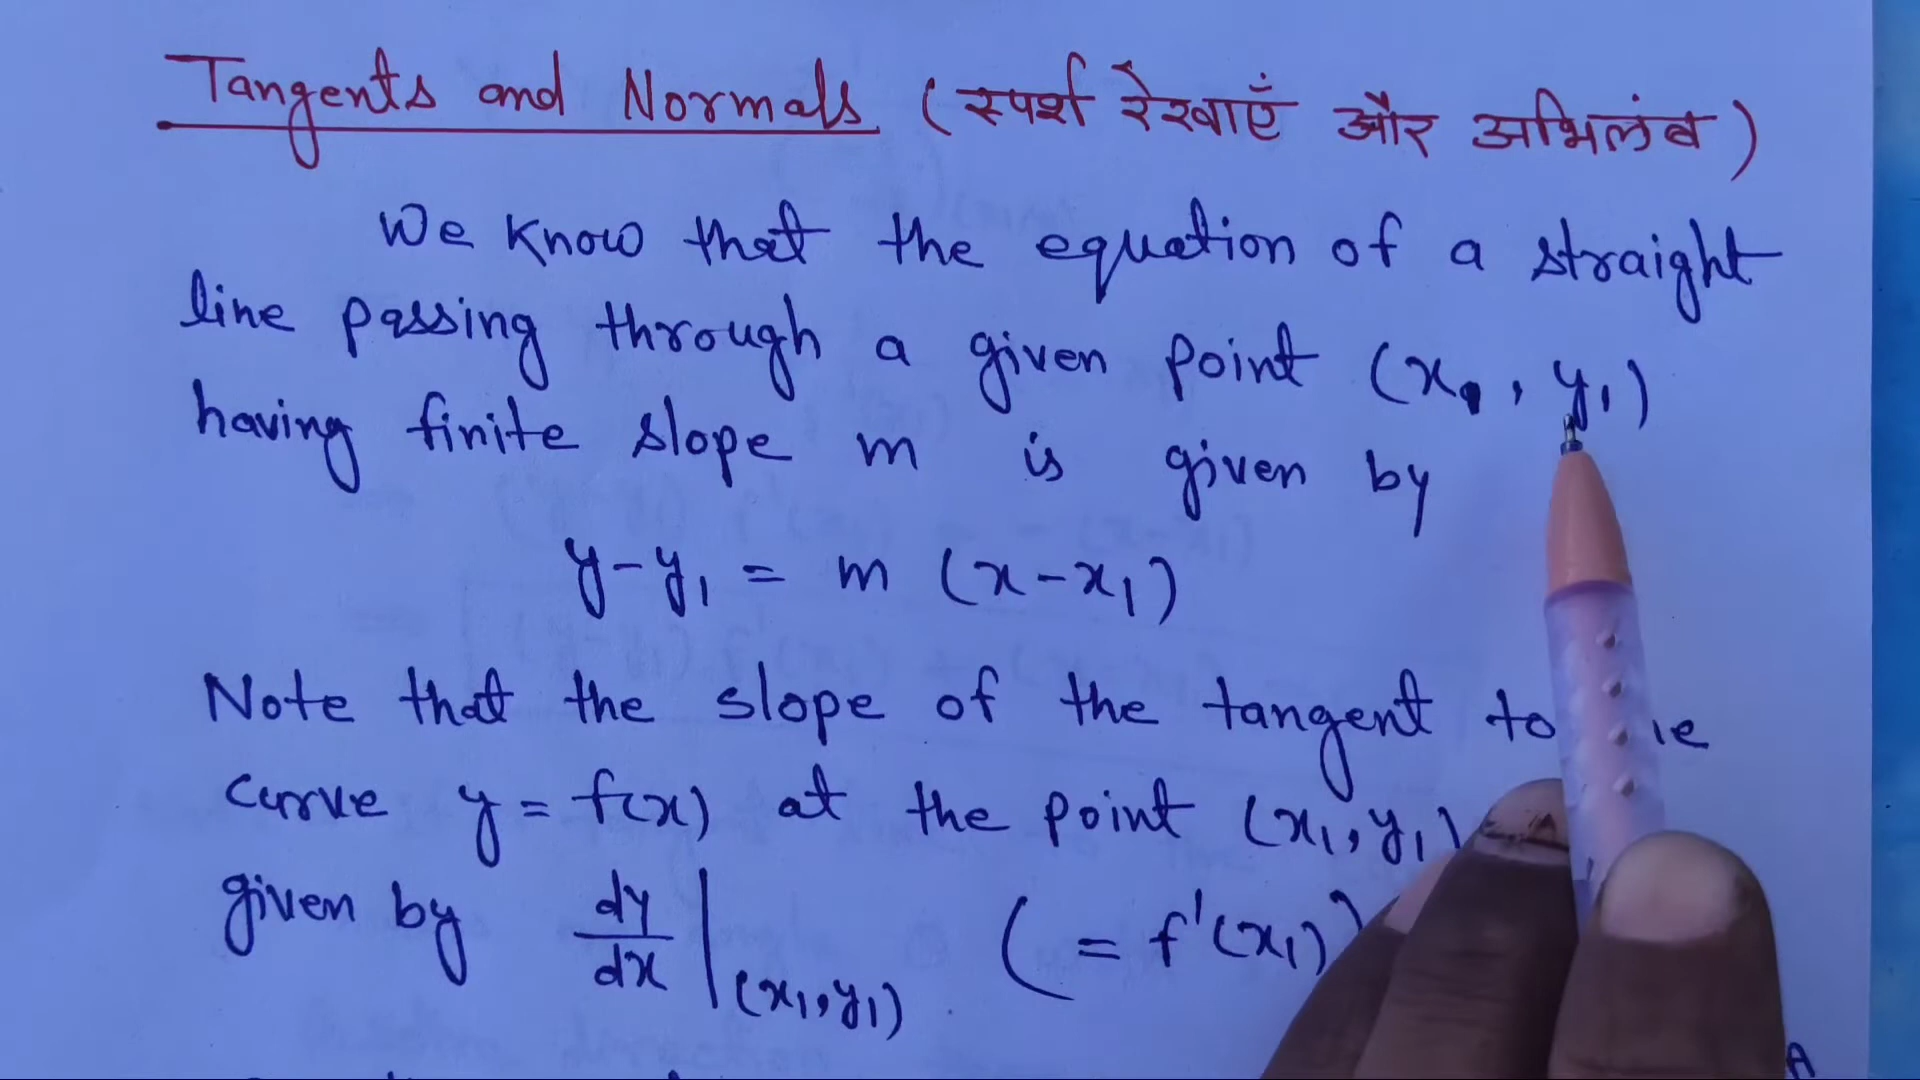 Tangents and Normals (स्पर्श रेखाएँ और अभिलंब)
We know that the equation of a straight
line passing through a given point (x₁, y₁)
having finite slope m is given by
y-y₁ = m (x-x₁)
Note that the slope of the tangent to
curve y = f(x) at the point (x₁,y₁)
given by dy/dx |(x₁,y₁) (= f'(x₁))